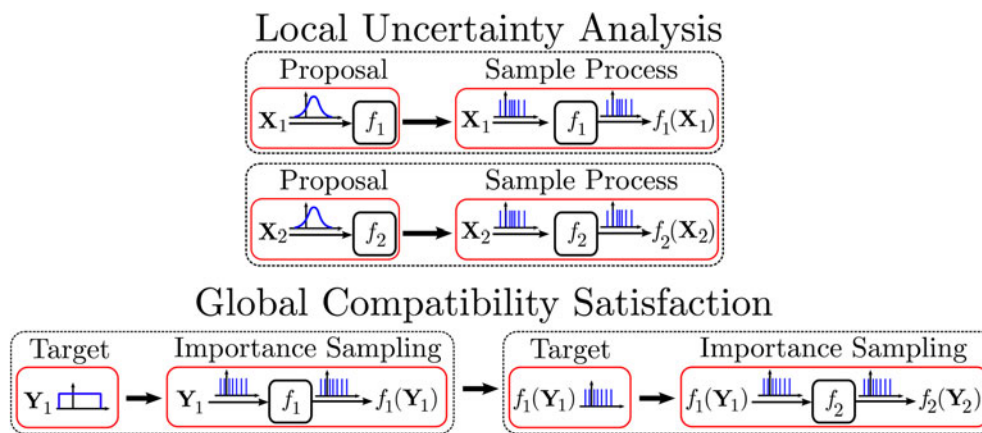 Local Uncertainty Analysis
Proposal Sample Process
X₁ f₁ X₁ f₁ f₁(X₁)
Proposal Sample Process
X₂ f₂ X₂ f₂ f₂(X₂)
Global Compatibility Satisfaction
Target Importance Sampling Target Importance Sampling
Y₁ Y₁ f₁ f₁(Y₁) f₁(Y₁) f₁(Y₁) f₂ f₂(Y₂)